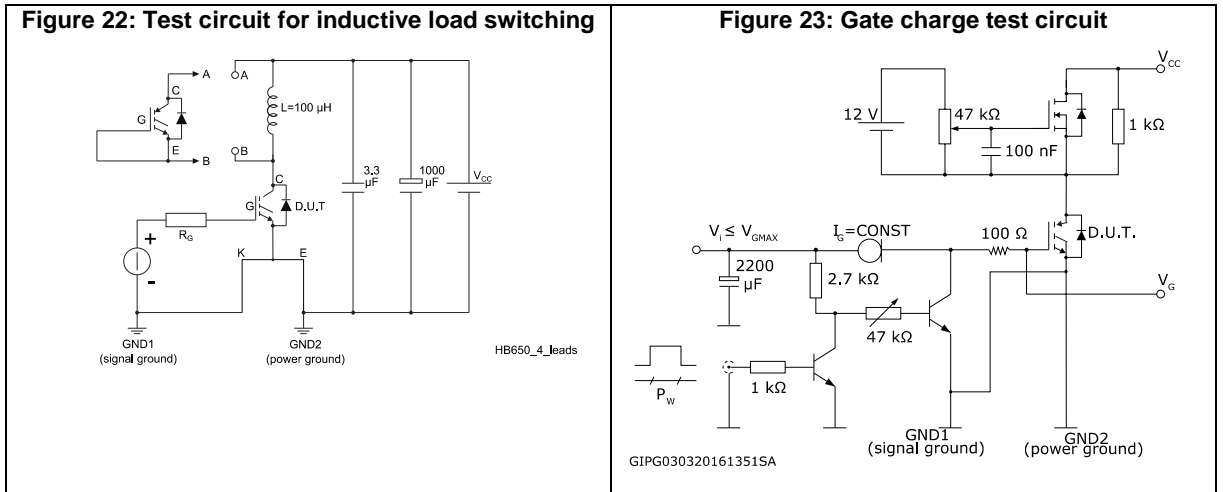 Figure 22: Test circuit for inductive load switching
A
A
C
G
L=100 µH
E
B
B
C
3.3
µF
1000
µF
VCC
G
D.U.T
RG
+
-
K
E
GND1
(signal ground)
GND2
(power ground)
HB650_4_leads
Figure 23: Gate charge test circuit
VCC
12 V
47 kΩ
1 kΩ
100 nF
VI ≤ VGMAX
IG=CONST
100 Ω
D.U.T.
2200
µF
2.7 kΩ
VG
47 kΩ
1 kΩ
PW
GND1
(signal ground)
GND2
(power ground)
GIPG030320161351SA